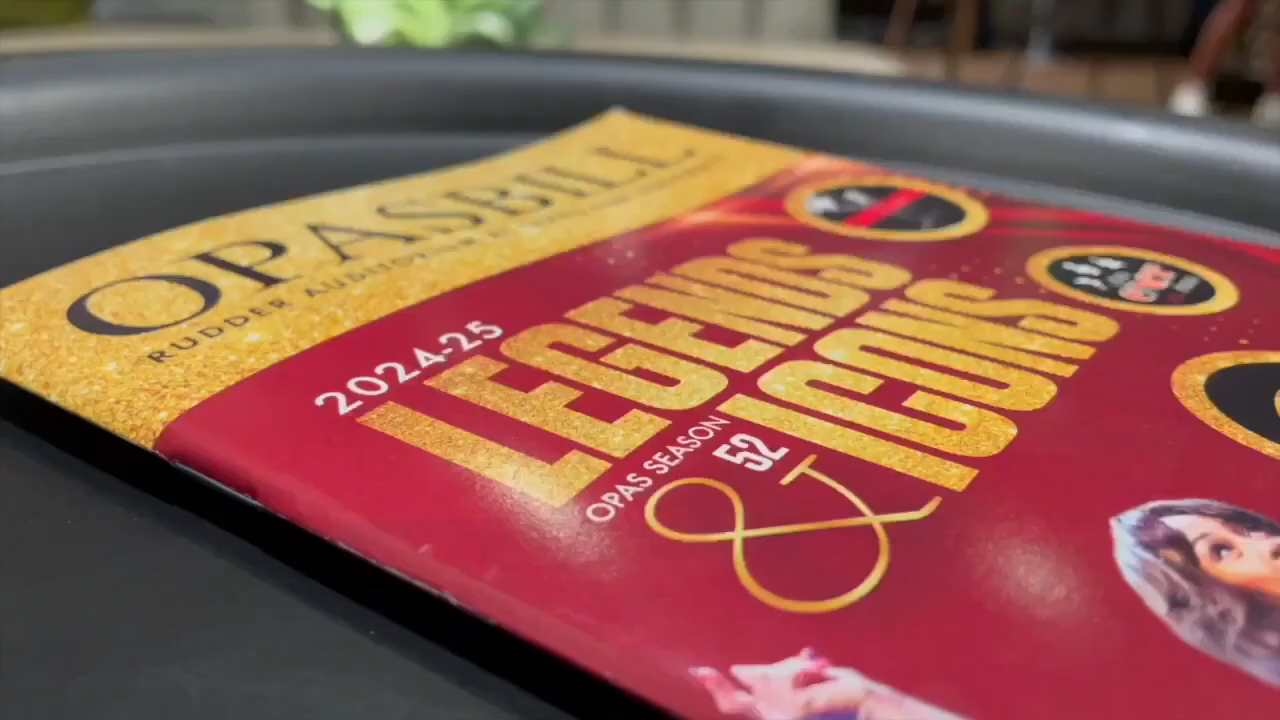 OPASBILL
RUDDER AUDITORIUM
2024-25
LEGENDS
& ICONS
OPAS SEASON 52